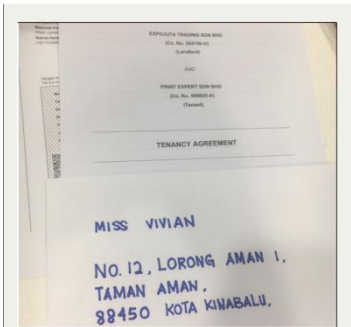 EXPOJUTA TRADING SDN BHD
(Landlord)
AND
PRINT EXPERT SDN BHD
(Tenant)
TENANCY AGREEMENT
MISS VIVIAN
NO. 12, LORONG AMAN 1,
TAMAN AMAN,
88450 KOTA KINABALU,